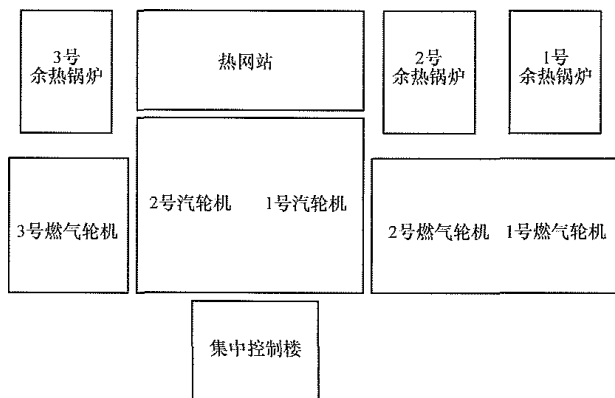 3号
余热锅炉
热网站
2号
余热锅炉
1号
余热锅炉
3号燃气轮机
2号汽轮机
1号汽轮机
2号燃气轮机
1号燃气轮机
集中控制楼